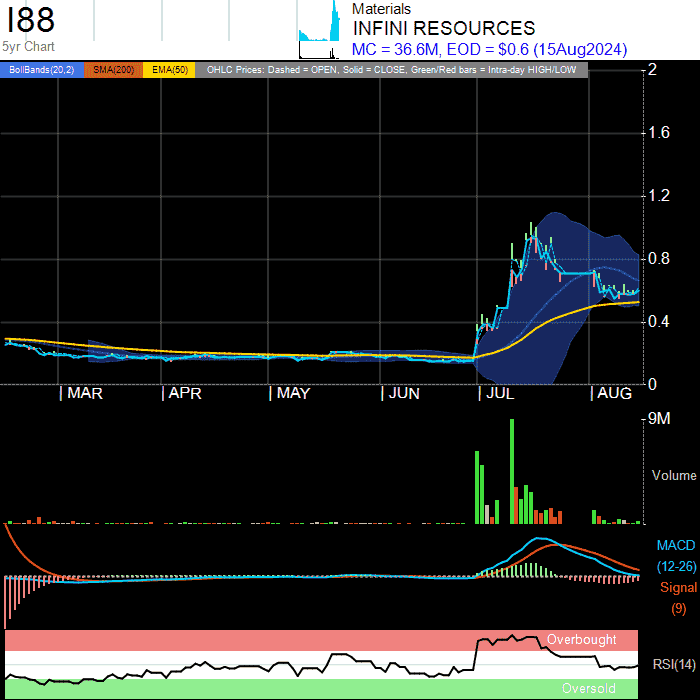 I88
5yr Chart
Materials
INFINI RESOURCES
MC = 36.6M, EOD = $0.6 (15Aug2024)
BollBands(20,2) SMA(200) EMA(50) OHLC Prices: Dashed = OPEN, Solid = CLOSE, Green/Red bars = Intra-day HIGH/LOW
2
1.6
1.2
0.8
0.4
0
MAR APR MAY JUN JUL AUG
9M
Volume
MACD
(12-26)
Signal
(9)
Overbought
RSI(14)
Oversold